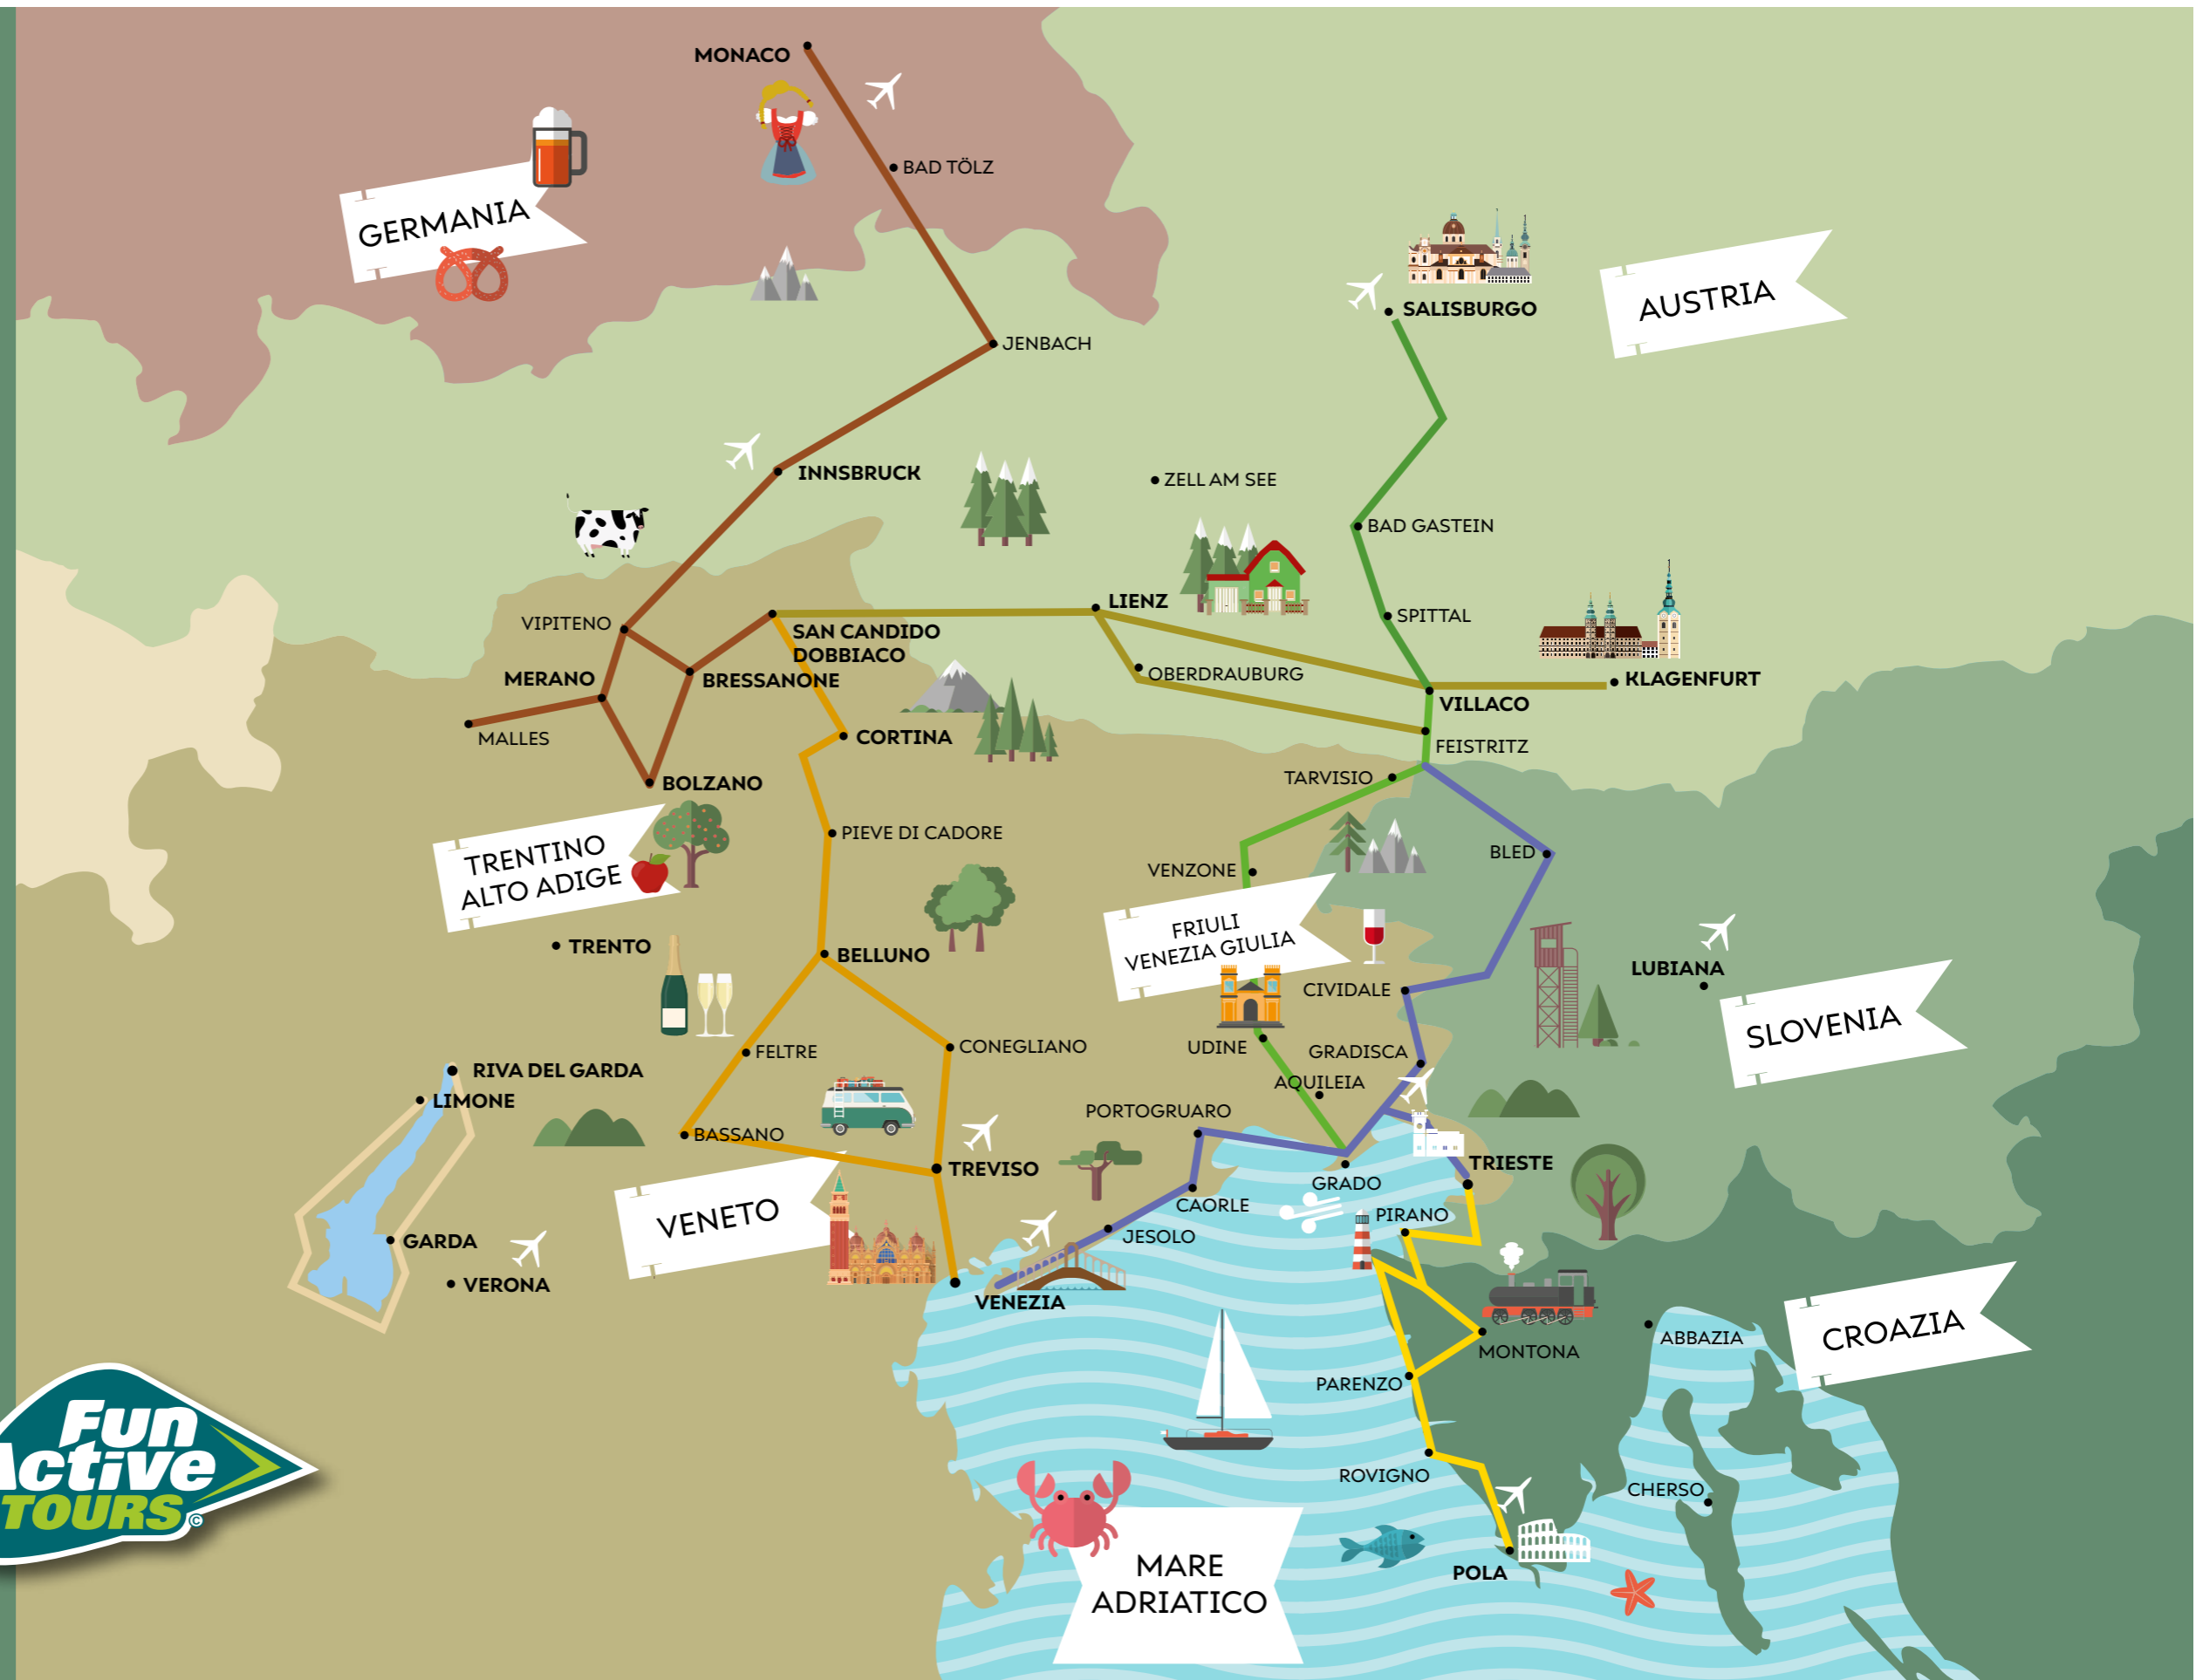 MONACO
BAD TÖLZ
GERMANIA
SALISBURGO
AUSTRIA
JENBACH
INNSBRUCK
ZELL AM SEE
BAD GASTEIN
LIENZ
SPITTAL
VIPITENO
SAN CANDIDO
DOBBIACO
OBERDRAUBURG
MERANO
BRESSANONE
KLAGENFURT
VILLACO
MALLES
CORTINA
FEISTRITZ
BOLZANO
TARVISIO
PIEVE DI CADORE
TRENTINO
ALTO ADIGE
BLED
VENZONE
FRIULI
VENEZIA GIULIA
TRENTO
BELLUNO
LUBIANA
CIVIDALE
SLOVENIA
FELTRE
CONEGLIANO
UDINE
GRADISCA
RIVA DEL GARDA
AQUILEIA
LIMONE
PORTOGRUARO
BASSANO
TREVISO
TRIESTE
GRADO
VENETO
CAORLE
PIRANO
JESOLO
GARDA
VERONA
VENEZIA
ABBAZIA
CROAZIA
MONTONA
PARENZO
Fun
Active
TOURS©
ROVIGNO
CHERSO
MARE
ADRIATICO
POLA